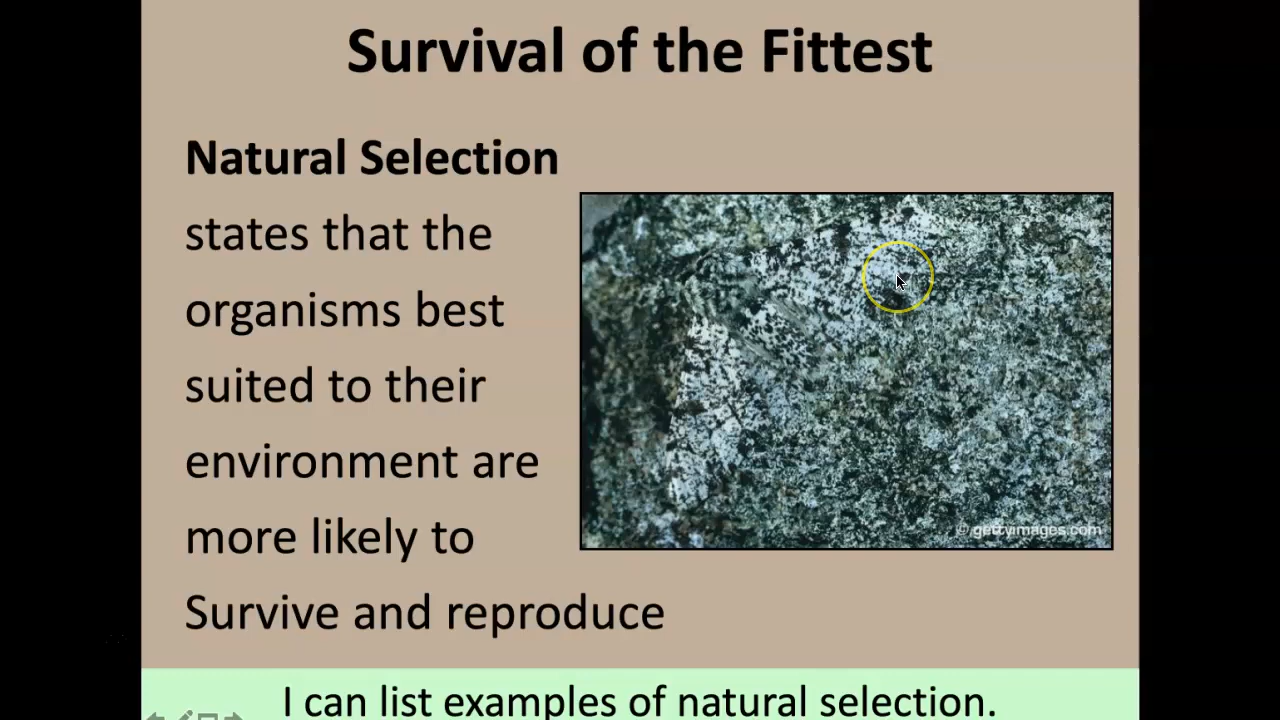 Survival of the Fittest
Natural Selection
states that the
organisms best
suited to their
environment are
more likely to
Survive and reproduce
© gettyimages.com
I can list examples of natural selection.